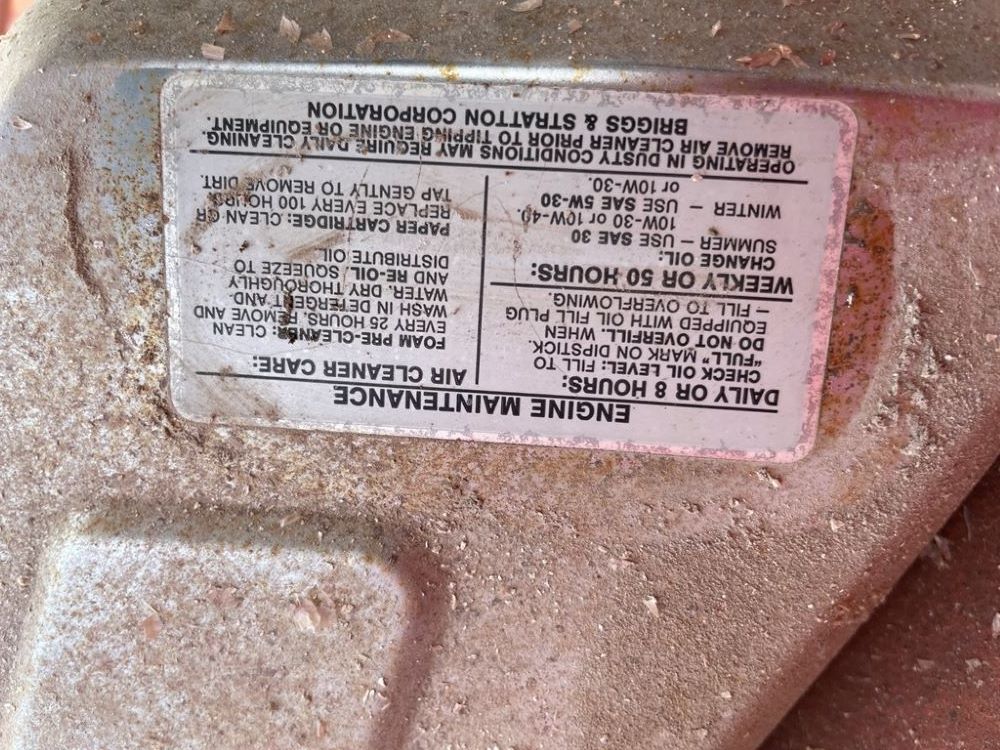 ENGINE MAINTENANCE
DAILY OR 8 HOURS:
CHECK OIL LEVEL: FILL TO
"FULL" MARK ON DIPSTICK.
DO NOT OVERFILL. WHEN
EQUIPPED WITH OIL FILL PLUG
— FILL TO OVERFLOWING.
WEEKLY OR 50 HOURS:
CHANGE OIL:
SUMMER — USE SAE 30
10W-30 or 10W-40.
WINTER — USE SAE 5W-30
or 10W-30.
AIR CLEANER CARE:
FOAM PRE-CLEANER: CLEAN
EVERY 25 HOURS. REMOVE AND
WASH IN DETERGENT AND
WATER. DRY THOROUGHLY
AND RE-OIL. SQUEEZE TO
DISTRIBUTE OIL
PAPER CARTRIDGE: CLEAN OR
REPLACE EVERY 100 HOURS.
TAP GENTLY TO REMOVE DIRT.
OPERATING IN DUSTY CONDITIONS MAY REQUIRE DAILY CLEANING
REMOVE AIR CLEANER PRIOR TO TIPPING ENGINE OR EQUIPMENT.
BRIGGS & STRATTON CORPORATION